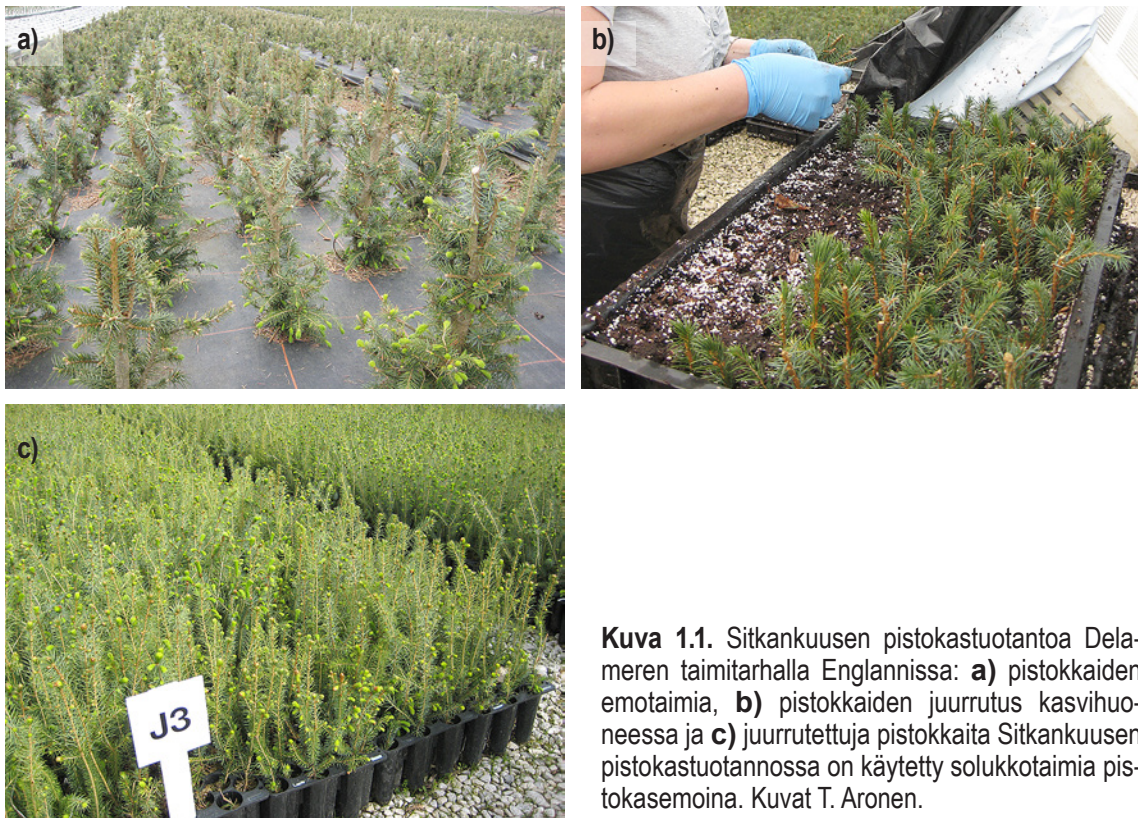 a)
b)
c)
J3
Kuva 1.1. Sitkankuusen pistokastuotantoa Dela-
meren taimitarhalla Englannissa: a) pistokkaiden
emotaimia, b) pistokkaiden juurrutus kasvihuo-
neessa ja c) juurrutettuja pistokkaita Sitkankuusen
pistokastuotannossa on käytetty solukkotaimia pis-
tokasemoina. Kuvat T. Aronen.